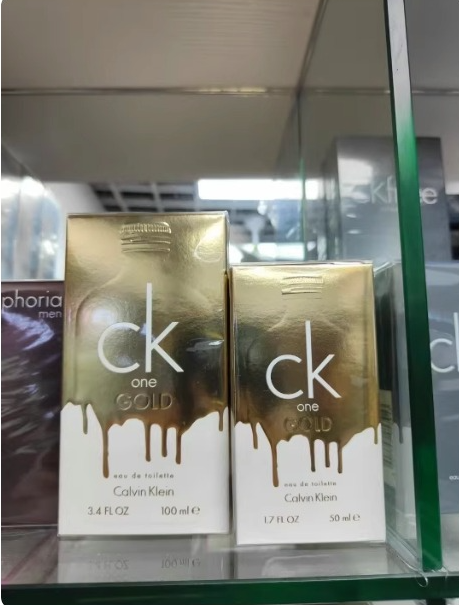 phoria
men
ck
one
GOLD
eau de toilette
Calvin Klein
3.4 FL OZ 100 ml e
ck
one
GOLD
eau de toilette
Calvin Klein
1.7 FL OZ 50 ml e
ck